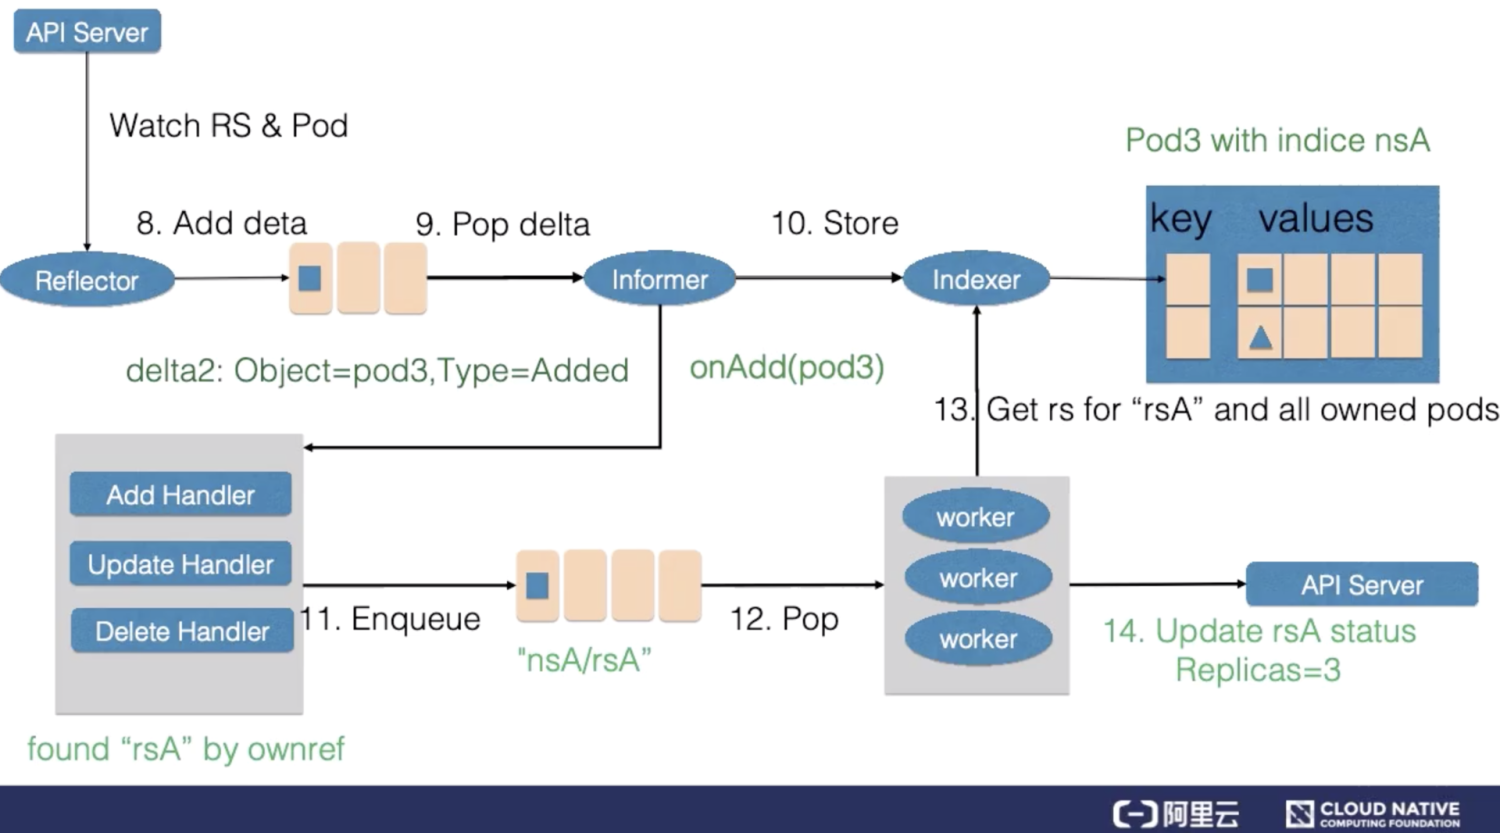 API Server
Watch RS & Pod
Pod3 with indice nsA
8. Add deta
9. Pop delta
10. Store
key values
Reflector
Informer
Indexer
delta2: Object=pod3,Type=Added
onAdd(pod3)
13. Get rs for “rsA” and all owned pods
Add Handler
Update Handler
Delete Handler
11. Enqueue
"nsA/rsA”
12. Pop
worker
worker
worker
API Server
14. Update rsA status
Replicas=3
found “rsA” by ownref
阿里云
CLOUD NATIVE
COMPUTING FOUNDATION